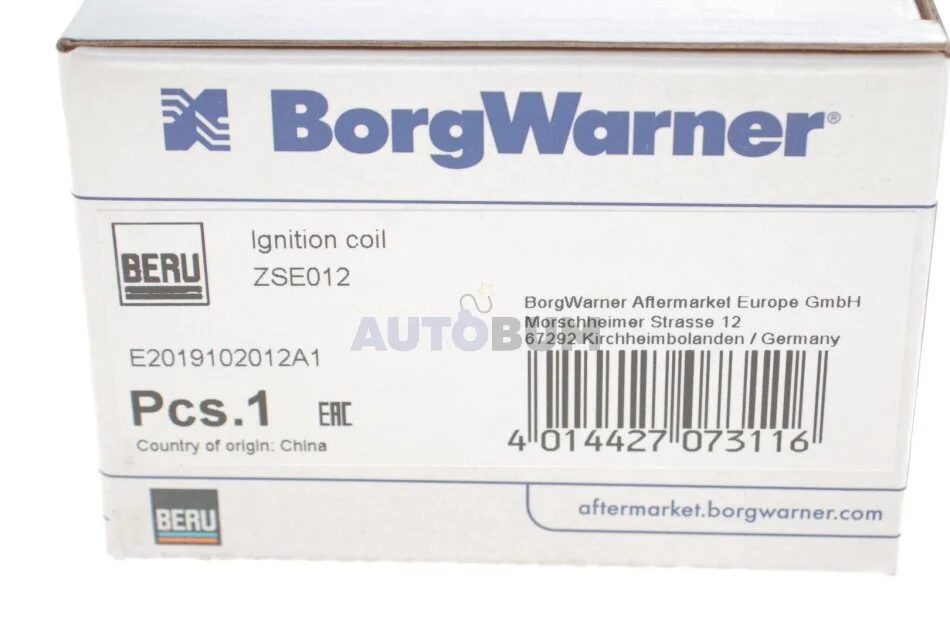 BorgWarner®
BERU
Ignition coil
ZSE012
BorgWarner Aftermarket Europe GmbH
Morschheimer Strasse 12
67292 Kirchheimbolanden / Germany
AUTOBUM
E2019102012A1
Pcs.1
EAC
Country of origin: China
4 014427 073116
BERU
aftermarket.borgwarner.com